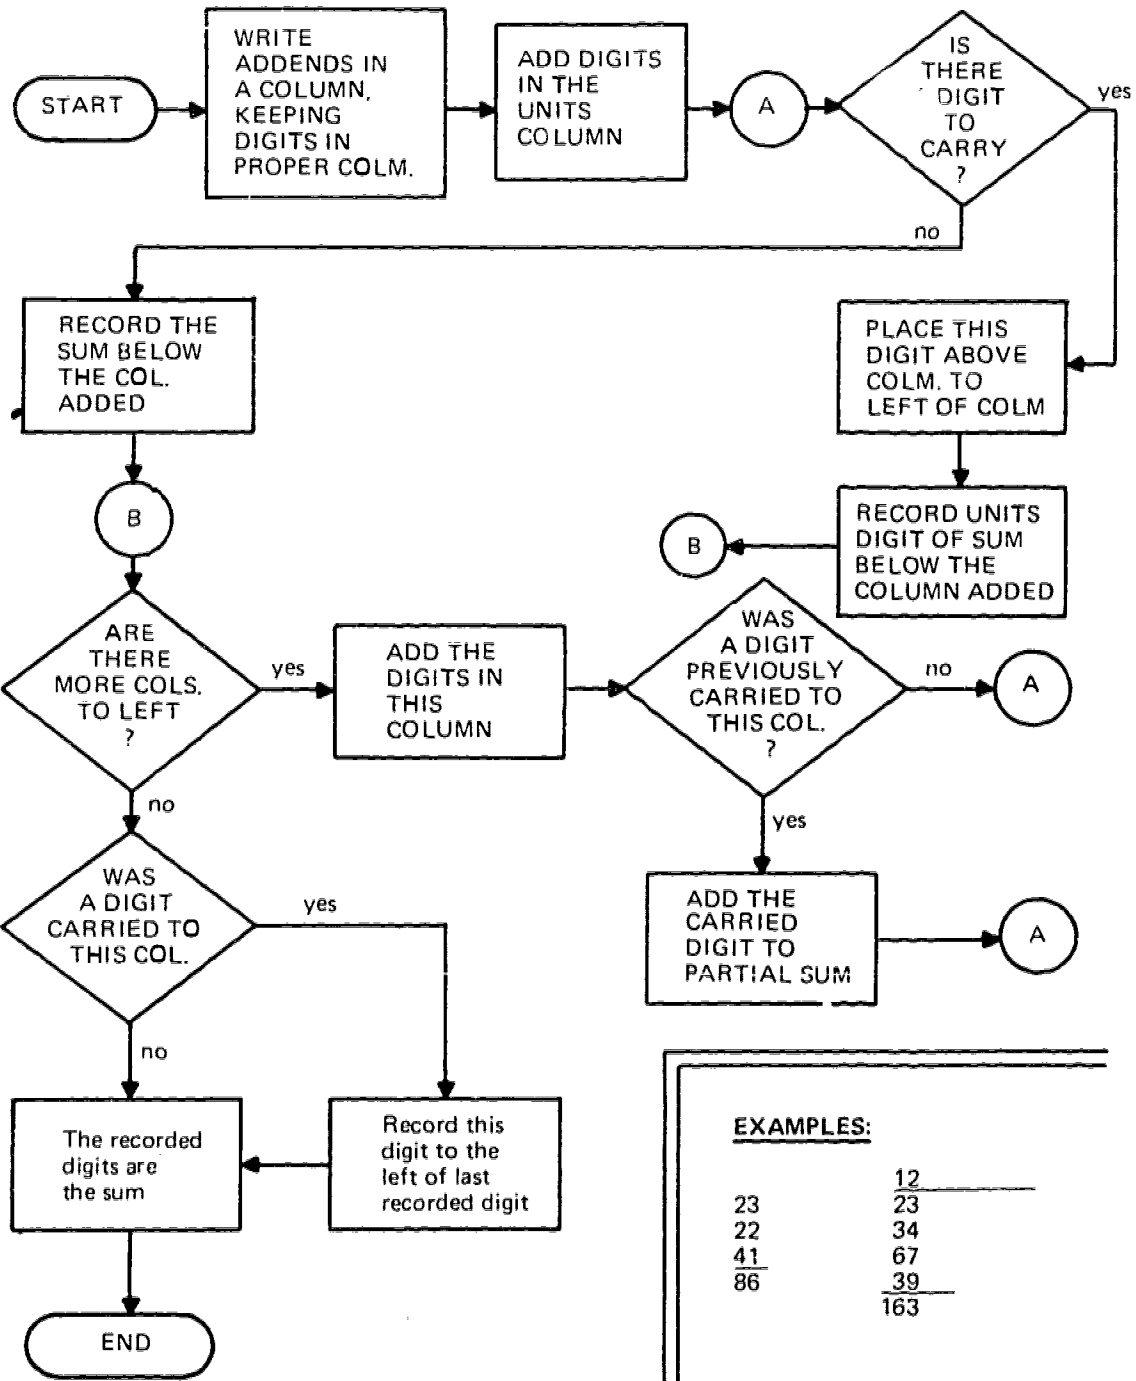 START
WRITE
ADDENDS IN
A COLUMN,
KEEPING
DIGITS IN
PROPER COLM.
ADD DIGITS
IN THE
UNITS
COLUMN
A
IS
THERE
DIGIT
TO
CARRY
?
yes
no
RECORD THE
SUM BELOW
THE COL.
ADDED
PLACE THIS
DIGIT ABOVE
COLM. TO
LEFT OF COLM
B
RECORD UNITS
DIGIT OF SUM
BELOW THE
COLUMN ADDED
B
ARE
THERE
MORE COLS.
TO LEFT
?
yes
ADD THE
DIGITS IN
THIS
COLUMN
WAS
A DIGIT
PREVIOUSLY
CARRIED TO
THIS COL.
?
no
A
no
yes
WAS
A DIGIT
CARRIED TO
THIS COL.
yes
ADD THE
CARRIED
DIGIT TO
PARTIAL SUM
A
no
The recorded
digits are
the sum
Record this
digit to the
left of last
recorded digit
END
EXAMPLES:
23
22
41
86
12
23
34
67
39
163